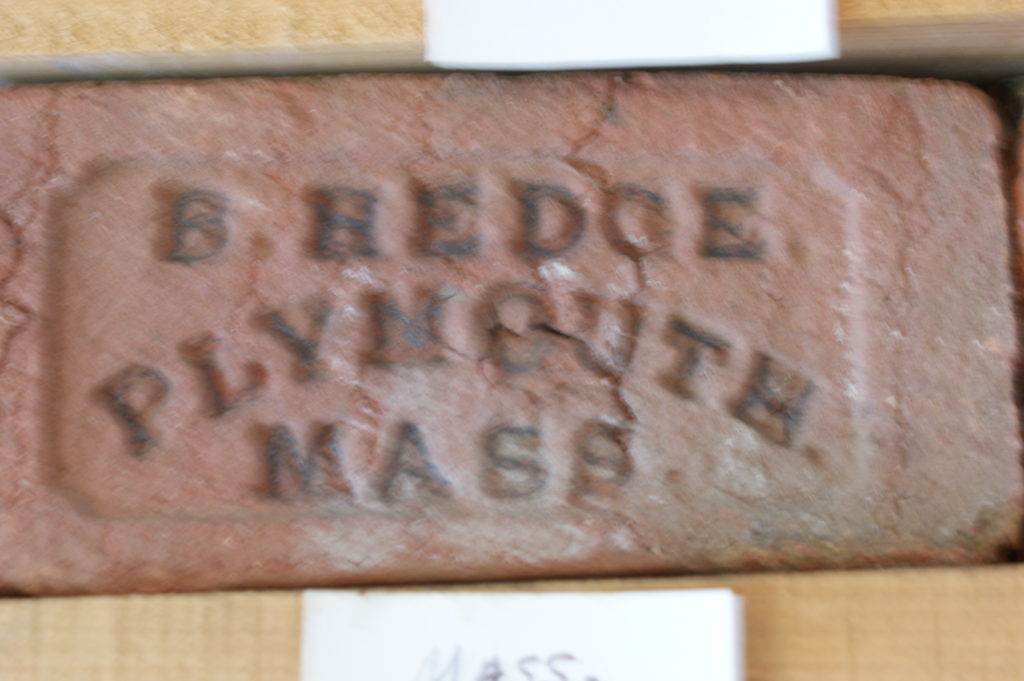 B. HEDGE
PLYMOUTH
MASS
MASS.